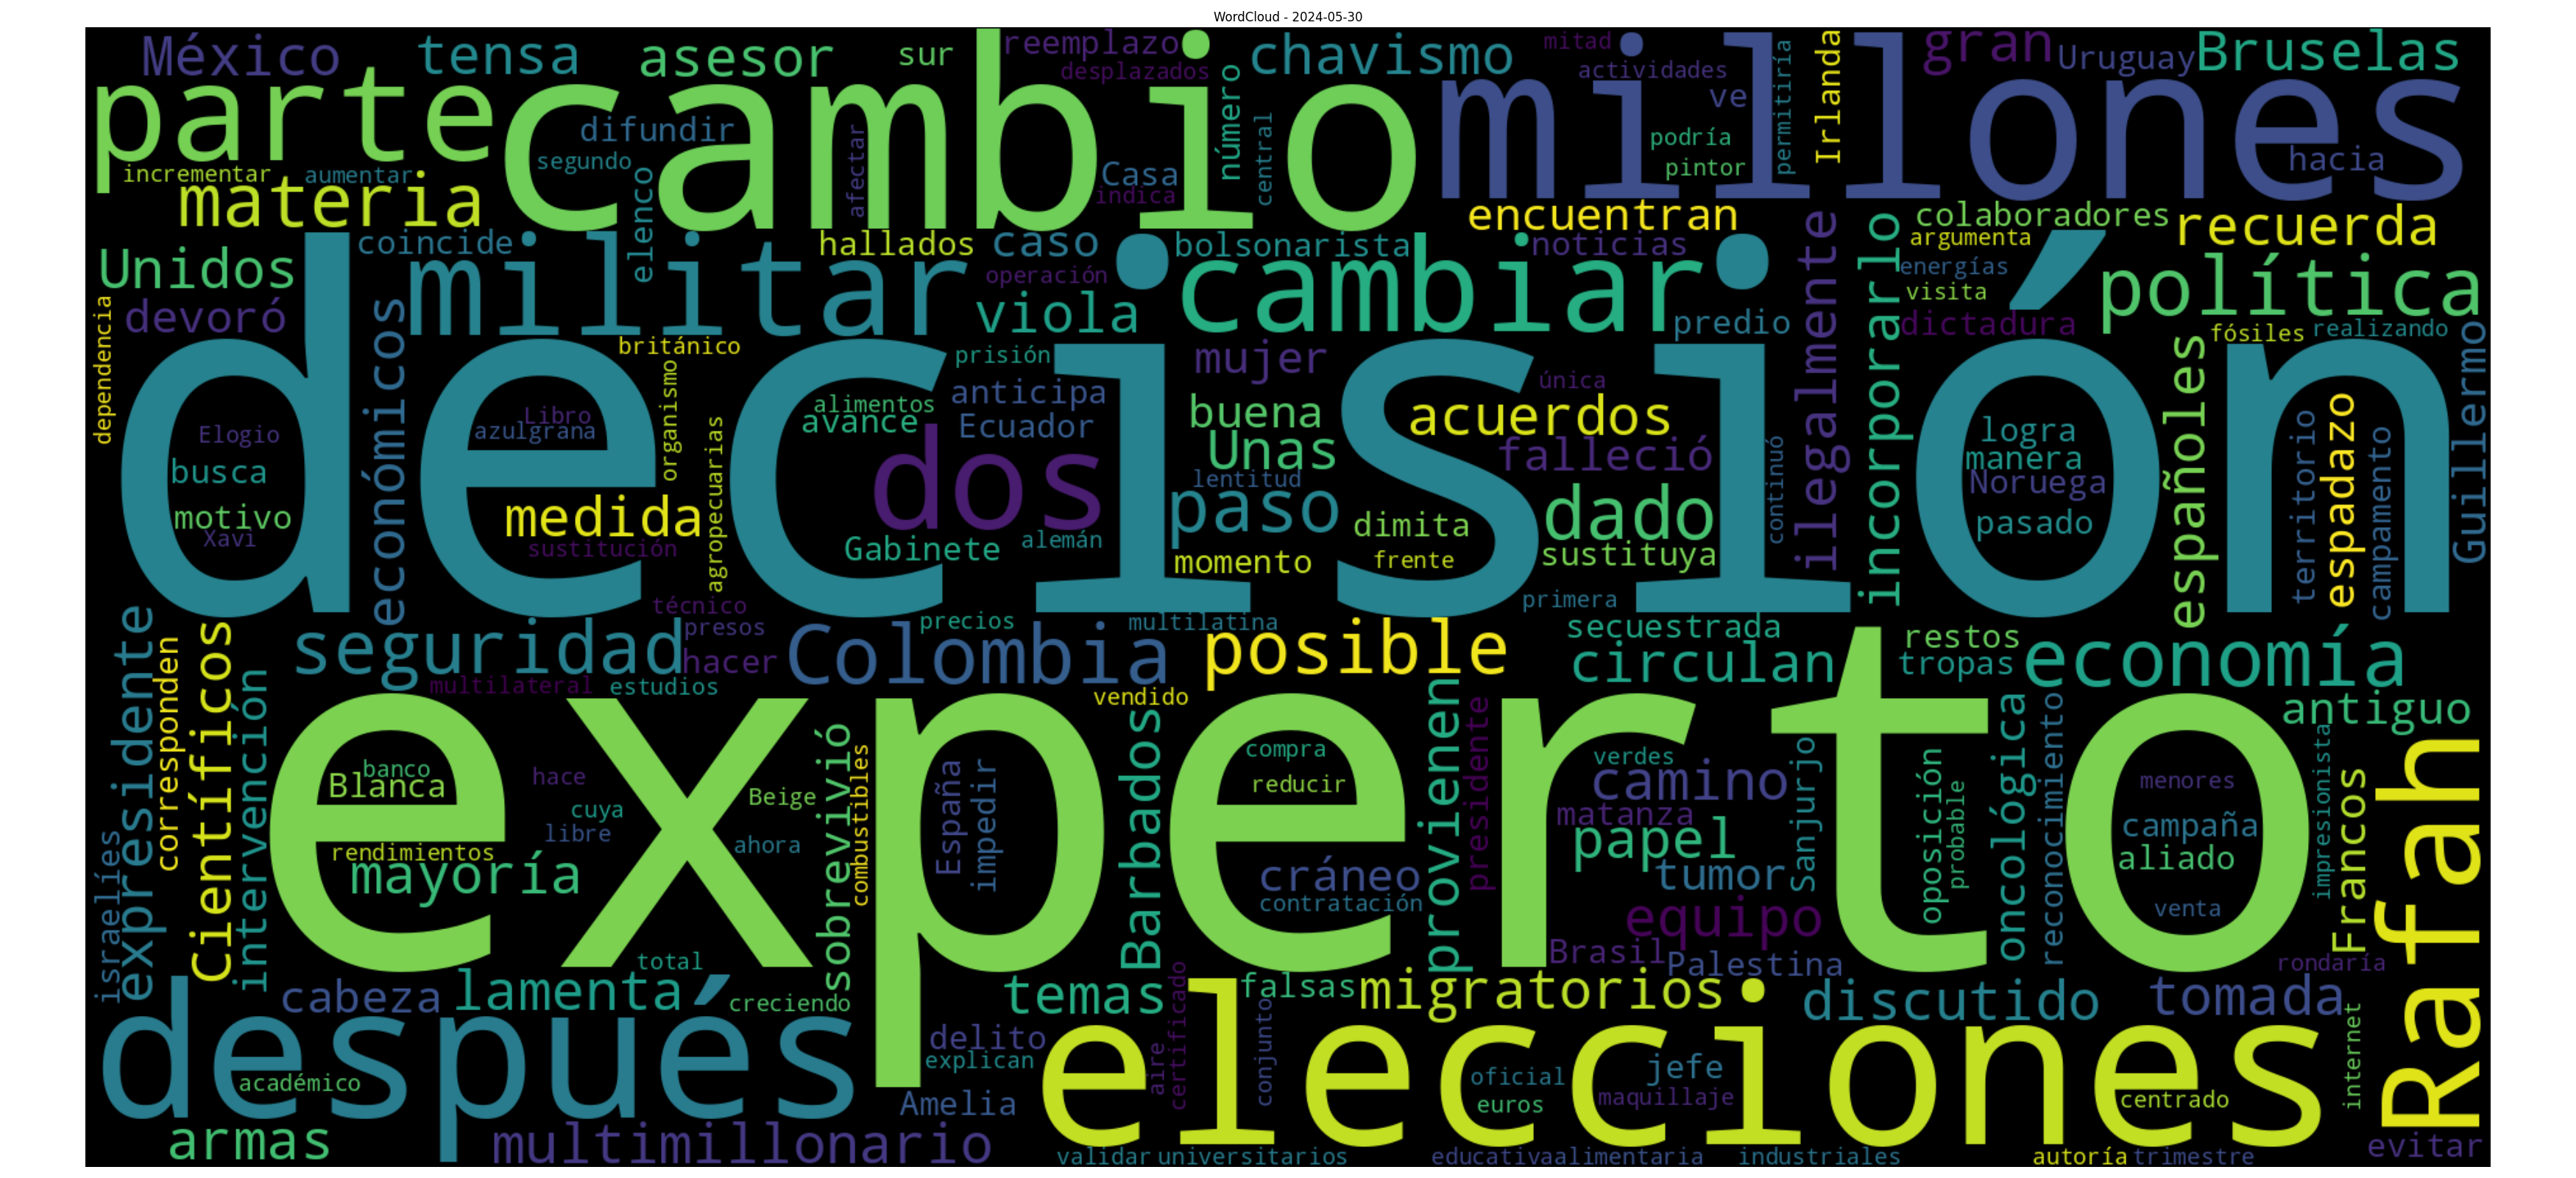 WordCloud - 2024-05-30
México
tensa
asesor
sur
reemplazo
desplazados
chavismo
mitad
actividades
gran
Uruguay
Bruselas
parte
cambio
millones
difundir
segundo
elenco
afectar
Casa
indica
número
central
ve
podría
pintor
permitiría
Irlanda
hacia
incrementar
aumentar
materia
encuentran
colaboradores
argumenta
recuerda
Unidos
coincide
militar
hallados
caso
operación
bolsonarista
cambiar
noticias
ilegalmente
incorporarlo
energías
visita
dictadura
política
devoró
económicos
viola
predio
fósiles
realizando
dependencia
británico
prisión
mujer
única
españoles
Guillermo
decisión
Elogio
busca
motivo
Xavi
Libro
azulgrana
organismo
agropecuarias
medida
sustitución
alimentos
avance
anticipa
Ecuador
dos
Gabinete
alemán
buena
Unas
lentitud
paso
momento
acuerdos
falleció
dimita
frente
dado
sustituya
continuó
logra
manera
Noruega
pasado
territorio
espadazo
campamento
técnico
presos
hacer
precios
multilatina
primera
expresidente
corresponden
Científicos
intervención
seguridad
multilateral
estudios
Colombia
vendido
posible
secuestrada
circulan
restos
tropas
economía
antiguo
experto
banco
Blanca
rendimientos
mayoría
hace
cuya
libre
Beige
ahora
sobrevivió
combustibles
España
impedir
Barbados
compra
reducir
cráneo
contratación
provienen
presidente
verdes
camino
matanza
papel
tumor
Sanjurjo
equipo
Brasil
Palestina
oposición
probable
oncológica
reconocimiento
menores
campaña
aliado
venta
impresionista
Francos
Rafah
rondaría
israelíes
cabeza
lamenta
total
creciendo
temas
falsas
migratorios
discutido
tomada
después
académico
delito
explican
aire
certificado
conjunto
Amelia
elecciones
oficial
euros
jefe
maquillaje
centrado
internet
armas
multimillonario
validar
universitarios
educativa
alimentaria
industriales
autoría
trimestre
evitar